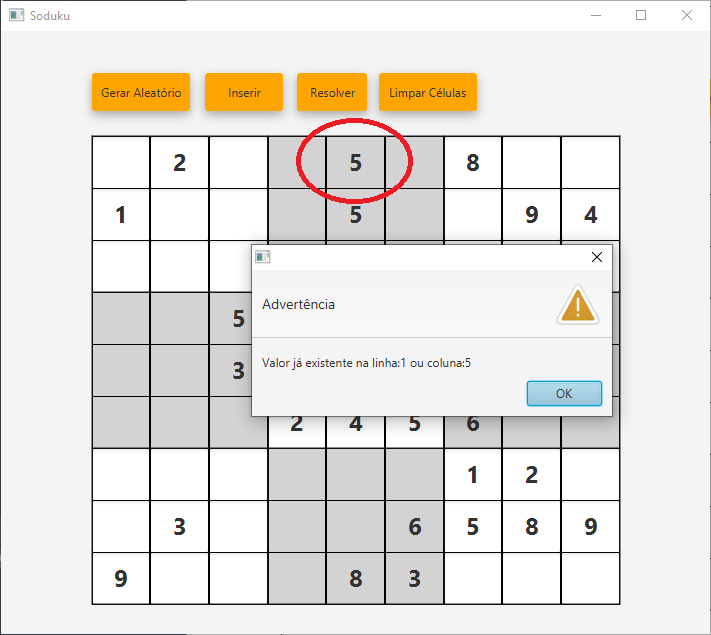 Soduku
Gerar Aleatório Inserir Resolver Limpar Células
2 5 8
1 5 9 4
Advertência
5
Valor já existente na linha:1 ou coluna:5
3
OK
2 4 5 6
1 2
3 6 5 8 9
9 8 3